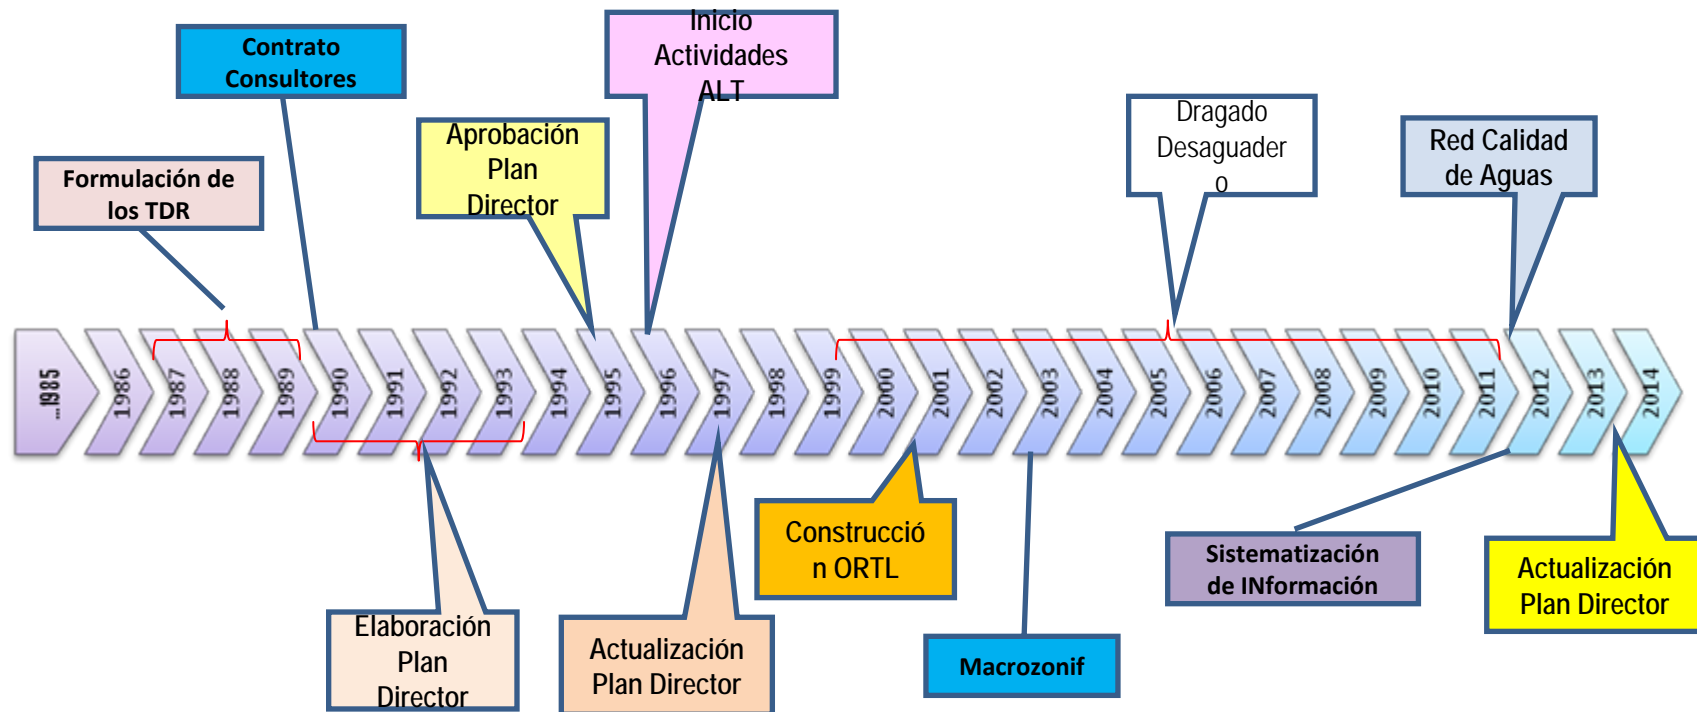 Inicio
Actividades
ALT
Contrato
Consultores
Dragado
Desaguader
o
Aprobación
Plan
Director
Red Calidad
de Aguas
Formulación de
los TDR
...1985
1986
1987
1988
1989
1990
1991
1992
1993
1994
1995
1996
1997
1998
1999
2000
2001
2002
2003
2004
2005
2006
2007
2008
2009
2010
2011
2012
2013
2014
Construcció
n ORTL
Sistematización
de INformación
Actualización
Plan Director
Elaboración
Plan
Director
Actualización
Plan Director
Macrozonif